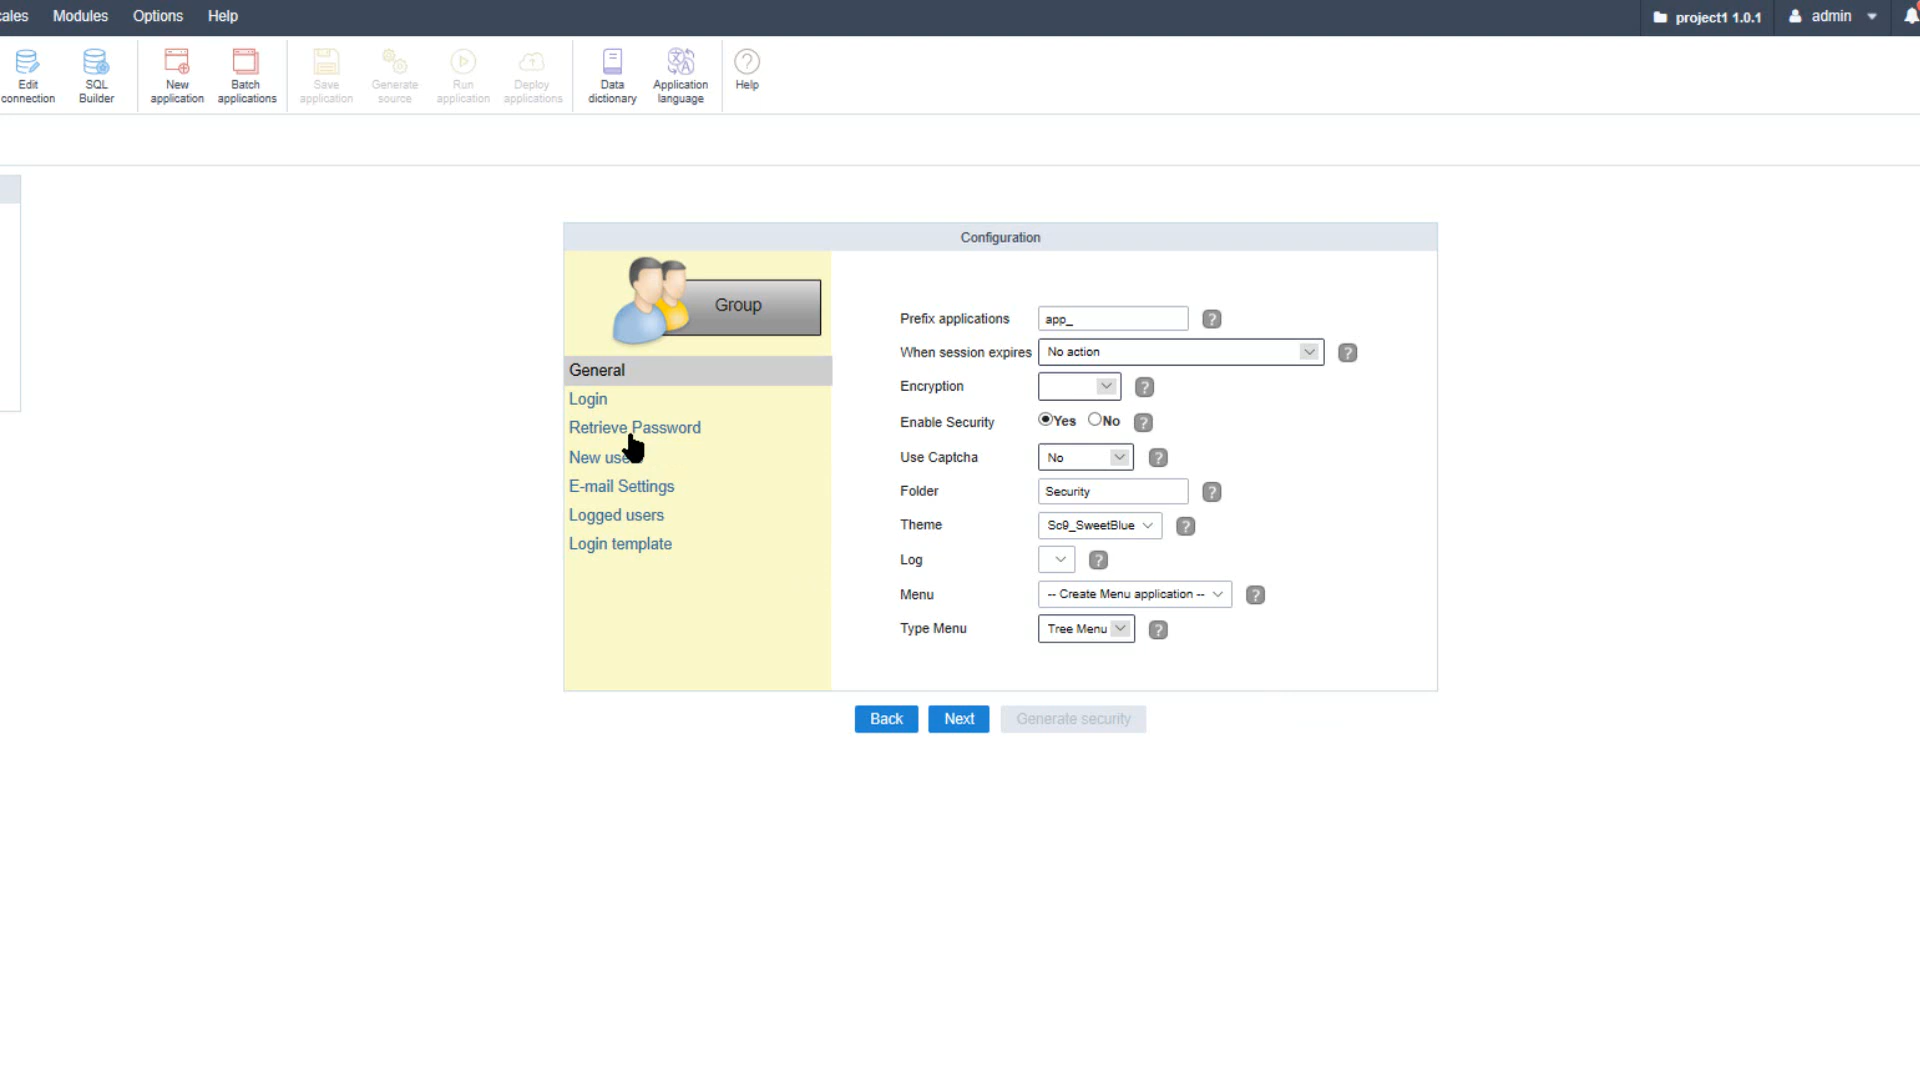 Modules Options Help
project1 1.0.1 admin
Edit connection
SQL Builder
New application
Batch applications
Save application
Generate source
Run application
Deploy applications
Data dictionary
Application language
Help
Configuration
Group
General
Login
Retrieve Password
E-mail Settings
Logged users
Login template
Prefix applications app_ ?
When session expires No action ?
Encryption ?
Enable Security Yes No ?
Use Captcha No ?
Folder Security ?
Theme Sc9_SweetBlue ?
Log ?
Menu -- Create Menu application -- ?
Type Menu Tree Menu ?
Back Next Generate security